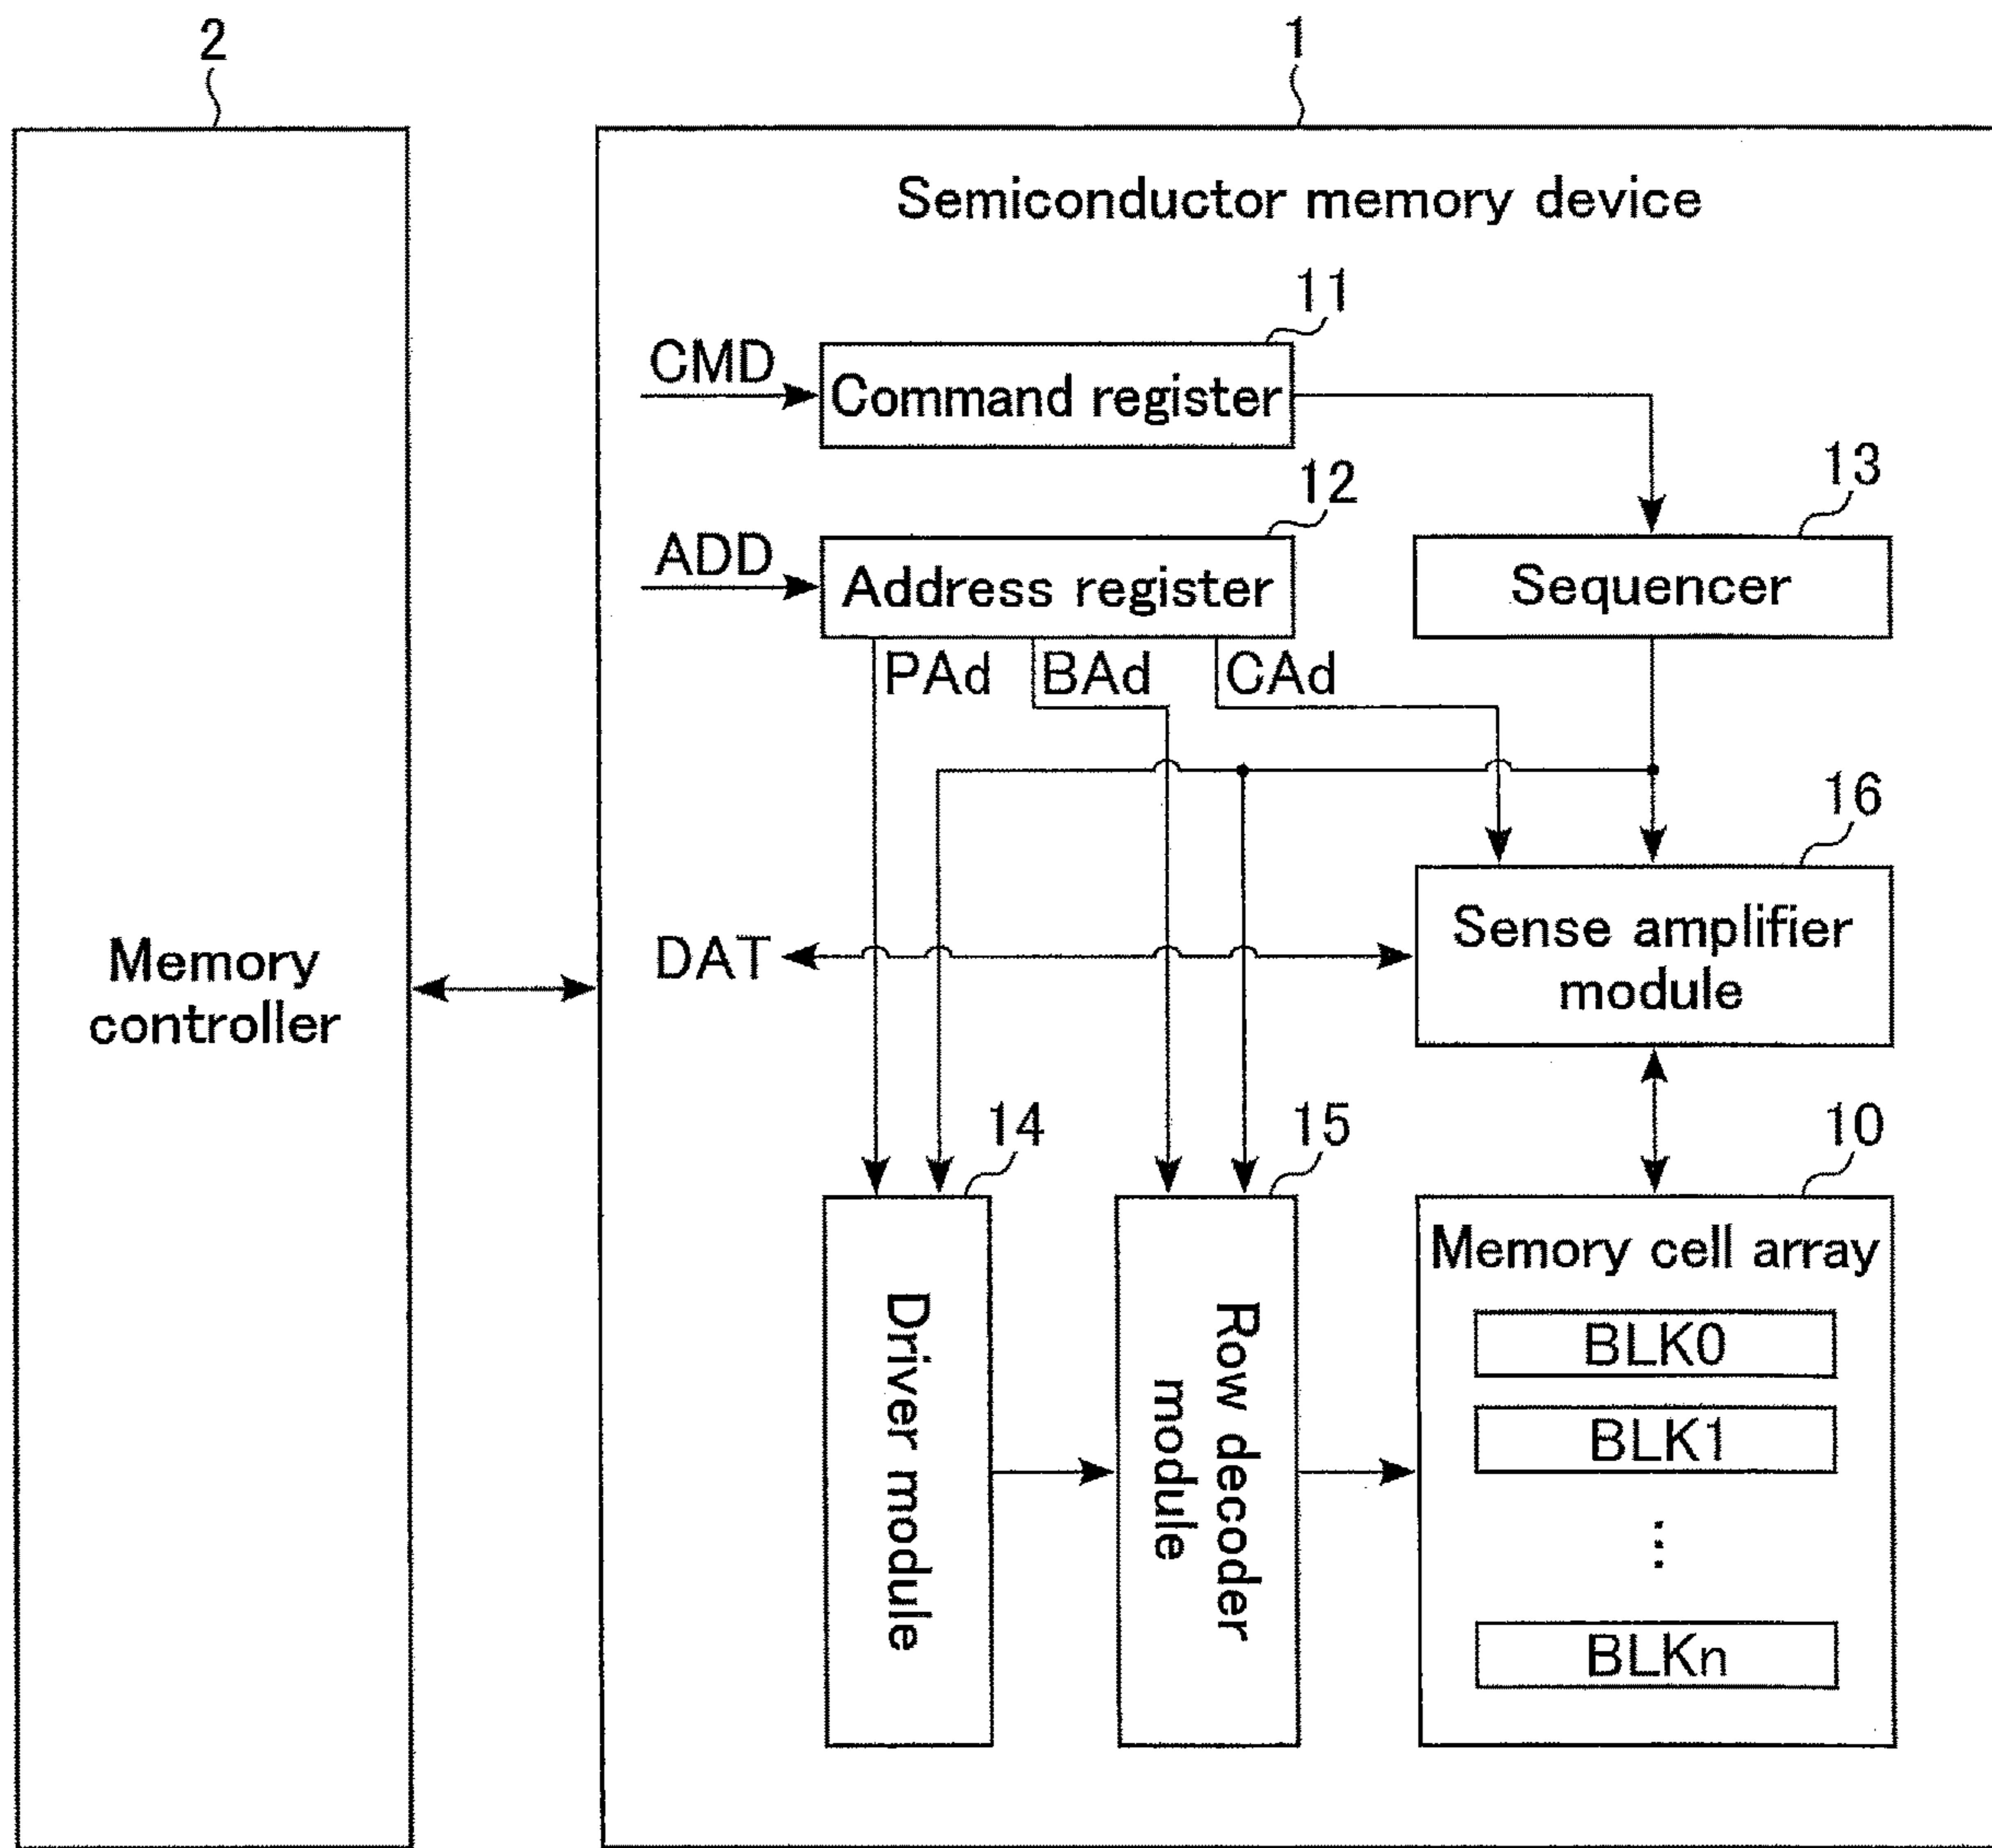 2
1
Semiconductor memory device
11
CMD
Command register
12
13
ADD
Address register
Sequencer
PAd
BAd
CAd
16
DAT
Sense amplifier
module
Memory
controller
14
15
10
Driver module
Row decoder
module
Memory cell array
BLK0
BLK1
⋮
BLKn